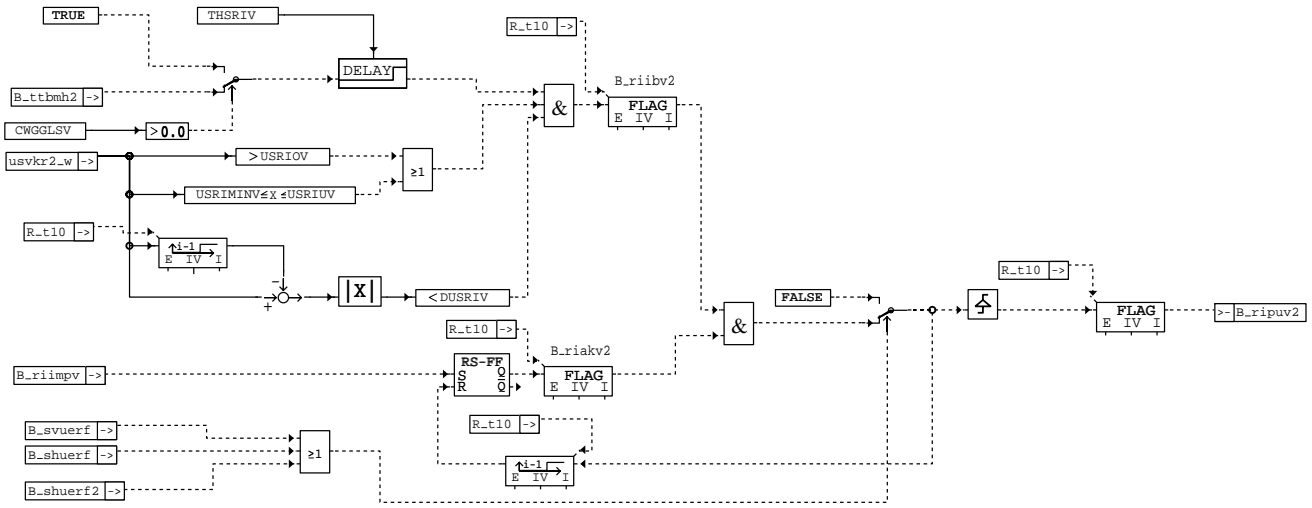 TRUE
THSRIV
R_t10 ->
B_riibv2
DELAY
B_ttbmh2 ->
&
FLAG
E IV I
CWGGLSV
>0.0
usvkr2_w ->
>USRIOV
≥1
USRIMINV≤x≤USRIUV
R_t10 ->
i-1
E IV I
-
+
|X|
<DUSRIV
R_t10 ->
FALSE
R_t10 ->
&
FLAG
E IV I
>- B_ripuv2
B_riakv2
RS-FF
S Q
R Q
FLAG
E IV I
B_riimpv ->
R_t10 ->
B_svuerf ->
B_shuerf ->
≥1
i-1
E IV I
B_shuerf2 ->